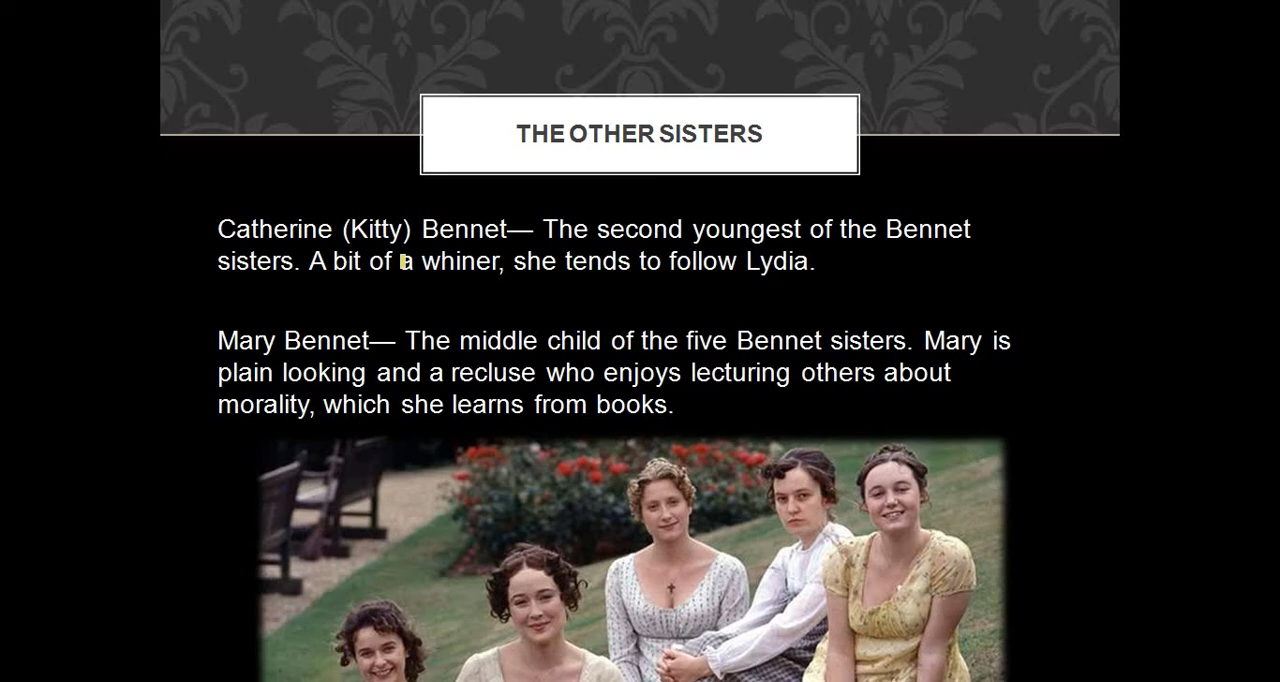 THE OTHER SISTERS
Catherine (Kitty) Bennet— The second youngest of the Bennet
sisters. A bit of a whiner, she tends to follow Lydia.
Mary Bennet— The middle child of the five Bennet sisters. Mary is
plain looking and a recluse who enjoys lecturing others about
morality, which she learns from books.